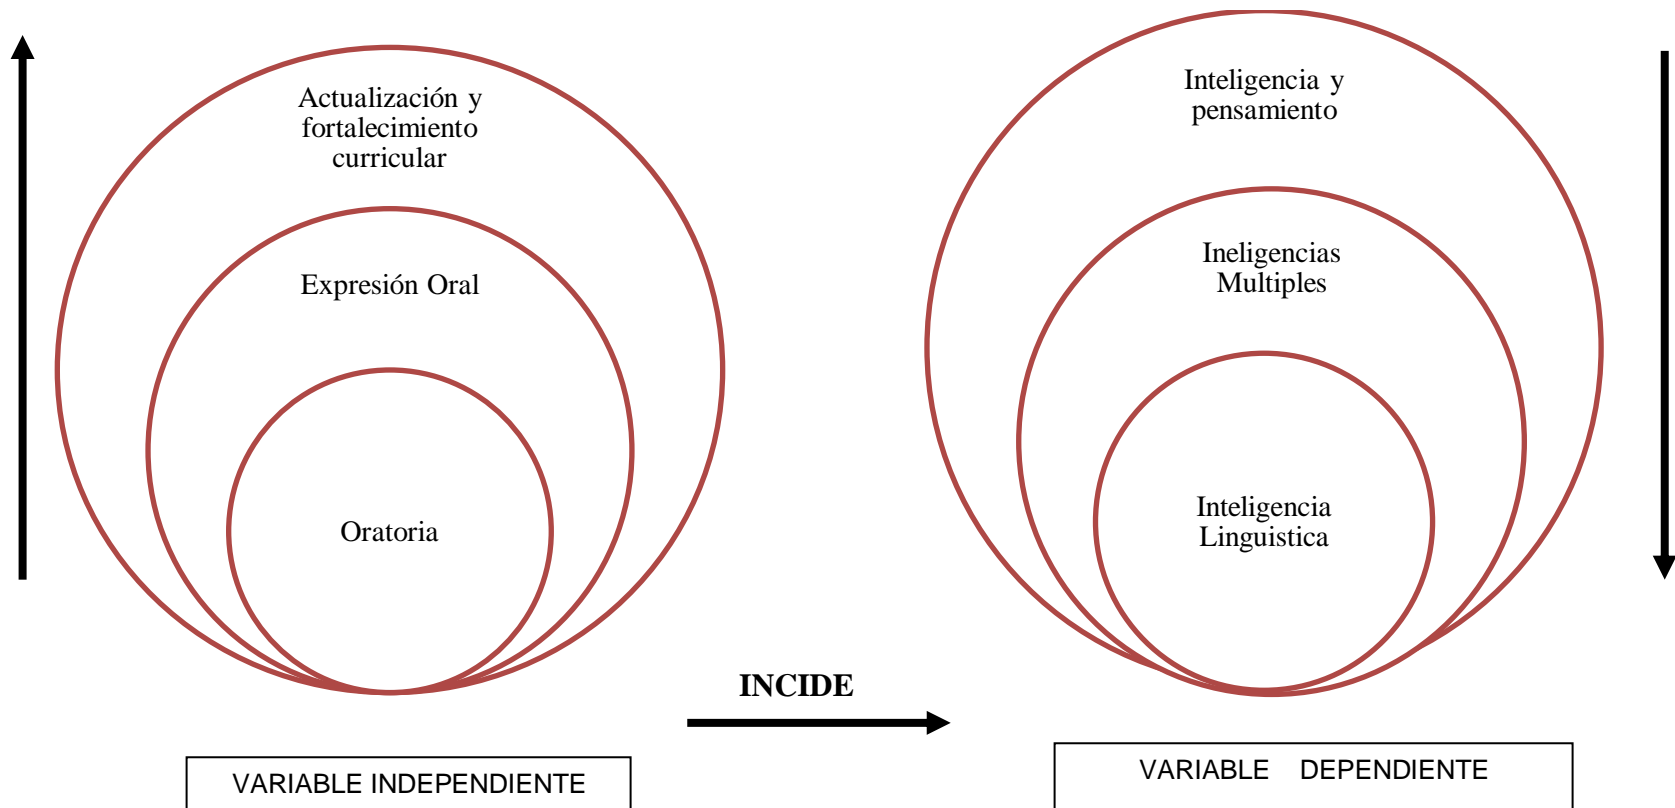 Actualización y
fortalecimiento
curricular
Expresión Oral
Oratoria
Inteligencia y
pensamiento
Ineligencias
Multiples
Inteligencia
Linguistica
INCIDE
VARIABLE INDEPENDIENTE
VARIABLE DEPENDIENTE